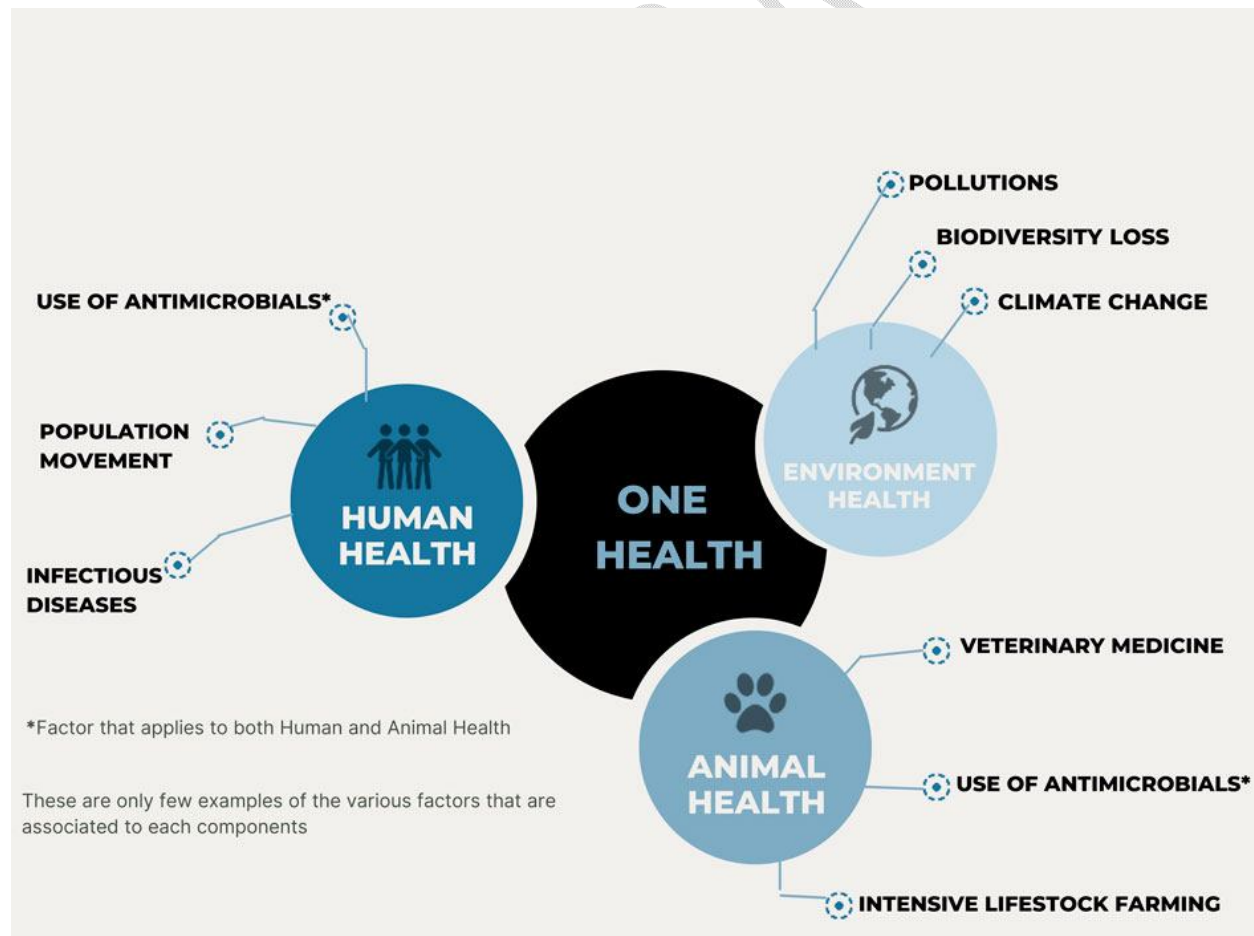 POLLUTIONS
BIODIVERSITY LOSS
CLIMATE CHANGE
USE OF ANTIMICROBIALS*
POPULATION
MOVEMENT
INFECTIOUS
DISEASES
HUMAN
HEALTH
ONE
HEALTH
ENVIRONMENT
HEALTH
VETERINARY MEDICINE
ANIMAL
HEALTH
USE OF ANTIMICROBIALS*
INTENSIVE LIFESTOCK FARMING
*Factor that applies to both Human and Animal Health
These are only few examples of the various factors that are
associated to each components